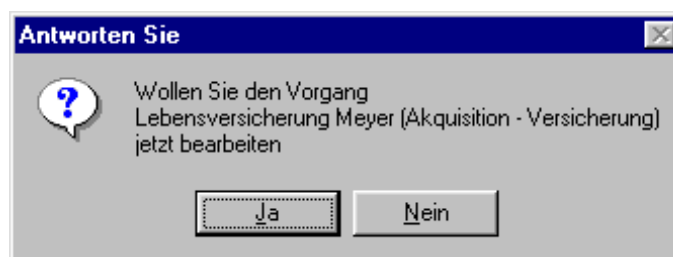 Antworten Sie
?
Wollen Sie den Vorgang
Lebensversicherung Meyer (Akquisition - Versicherung)
jetzt bearbeiten
Ja Nein